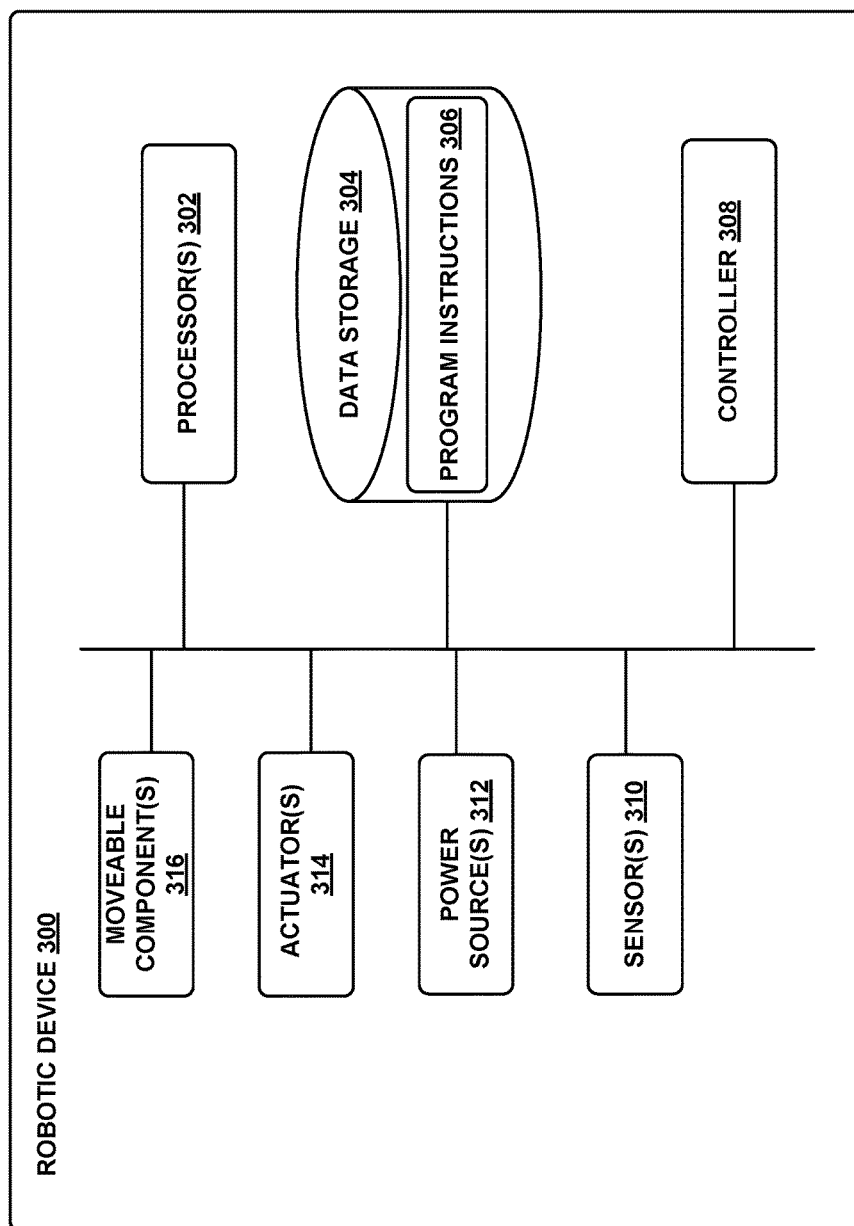 ROBOTIC DEVICE 300
MOVEABLE
COMPONENT(S)
316
ACTUATOR(S)
314
POWER
SOURCE(S) 312
SENSOR(S) 310
PROCESSOR(S) 302
DATA STORAGE 304
PROGRAM INSTRUCTIONS 306
CONTROLLER 308